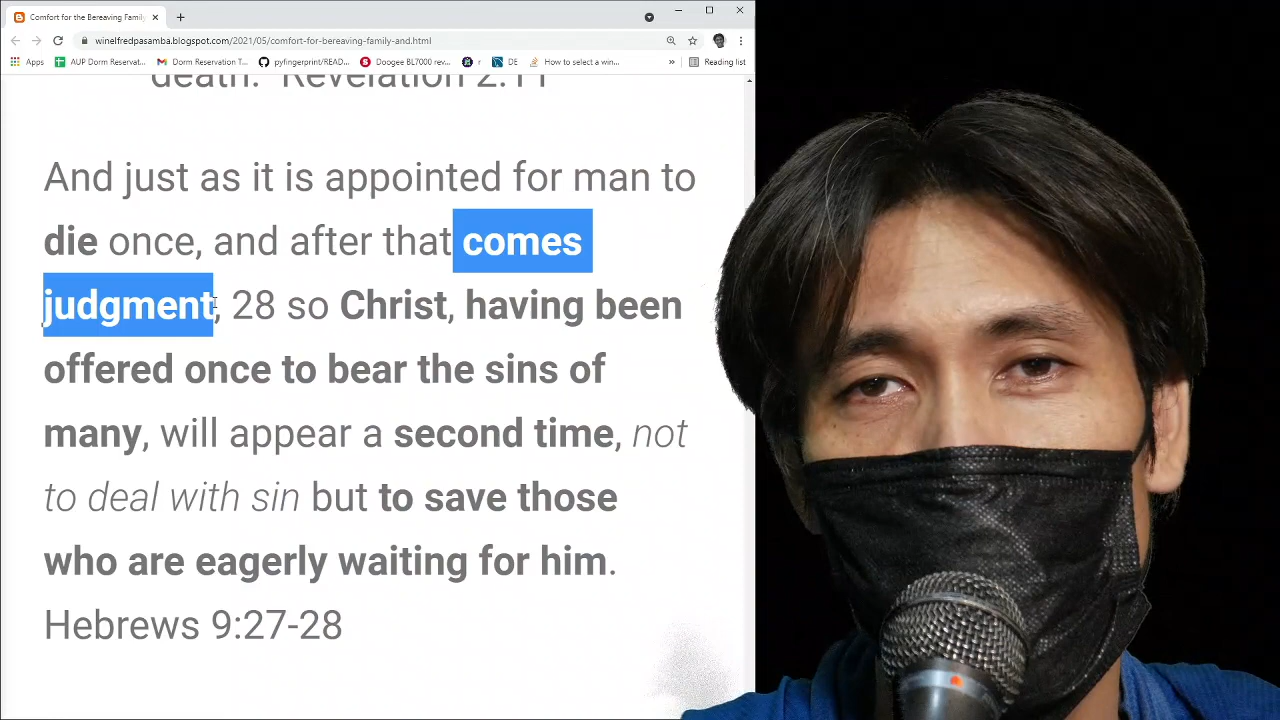 Comfort for the Bereaving Family
winelfredpasamba.blogspot.com/2021/05/comfort-for-bereaving-family-and.html
Apps AUP Dorm Reservat... Dorm Reservation T... pyfingerprint/READ... Doogee BL7000 rev... r DE How to select a win... » Reading list
death." Revelation 2:11
And just as it is appointed for man to
die once, and after that comes
judgment, 28 so Christ, having been
offered once to bear the sins of
many, will appear a second time, not
to deal with sin but to save those
who are eagerly waiting for him.
Hebrews 9:27-28